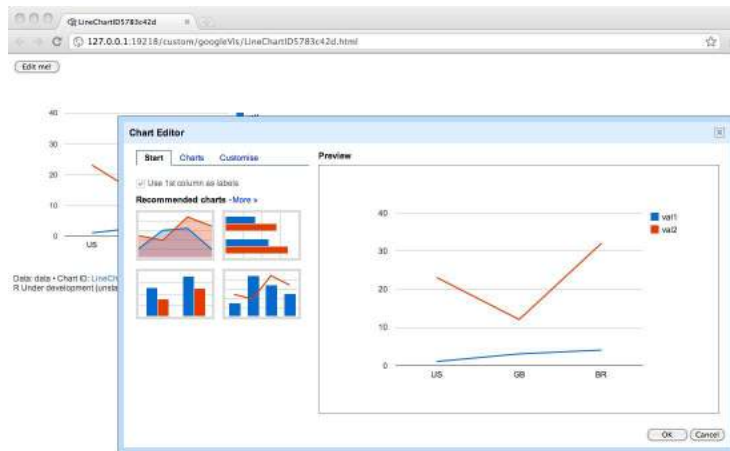 LineChartID5783c42d
127.0.0.1:19218/custom/googleVis/LineChartID5783c42d.html
Edit me!
40
30
20
10
0
US
Data: data • Chart ID: LineCh
R Under development (unsta
Chart Editor
Start Charts Customise
Use 1st column as labels
Recommended charts - More »
Preview
40
30
20
10
0
US GB BR
val1
val2
OK Cancel